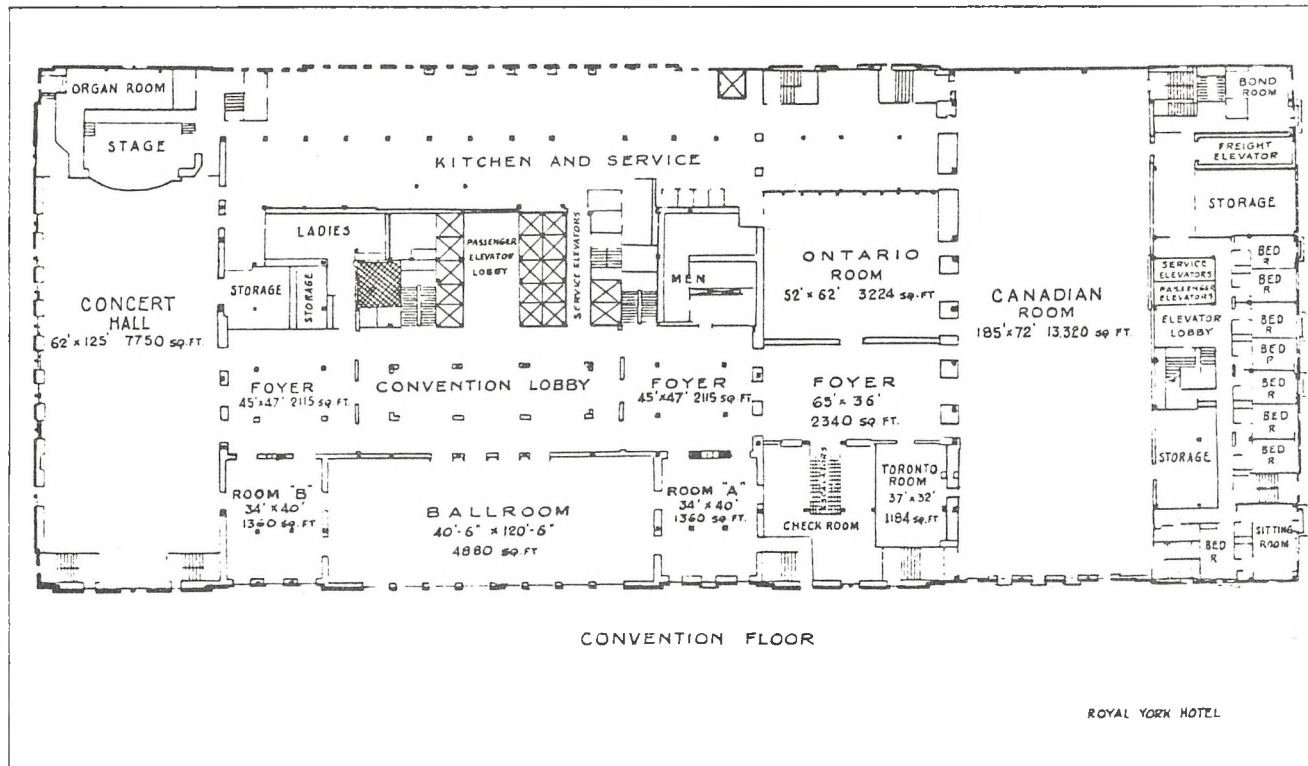 ORGAN ROOM
STAGE
CONCERT
HALL
62' x 125' 7750 SQ.FT.
KITCHEN AND SERVICE
LADIES
STORAGE
STORAGE
PASSENGER
ELEVATOR
LOBBY
SERVICE ELEVATORS
MEN
FOYER
45'x47' 2115 SQ.FT.
CONVENTION LOBBY
FOYER
45'x47' 2115 SQ.FT.
ROOM "B"
34' x 40'
1360 SQ.FT
BALLROOM
40'-6" x 120'-6"
4880 SQ.FT
ROOM "A"
34' x 40'
1360 SQ.FT.
ONTARIO
ROOM
52' x 62' 3224 SQ.FT
FOYER
65' x 36'
2340 SQ.FT.
ESCALATORS
CHECK ROOM
TORONTO
ROOM
37' x 32'
1184 SQ.FT
CANADIAN
ROOM
185' x 72' 13,320 SQ FT.
BOND
ROOM
FREIGHT
ELEVATOR
STORAGE
SERVICE
ELEVATORS
PASSENGER
ELEVATORS
ELEVATOR
LOBBY
STORAGE
BED
R
BED
R
BED
R
BED
R
BED
R
BED
R
BED
R
BED
R
SITTING
ROOM
CONVENTION FLOOR
ROYAL YORK HOTEL